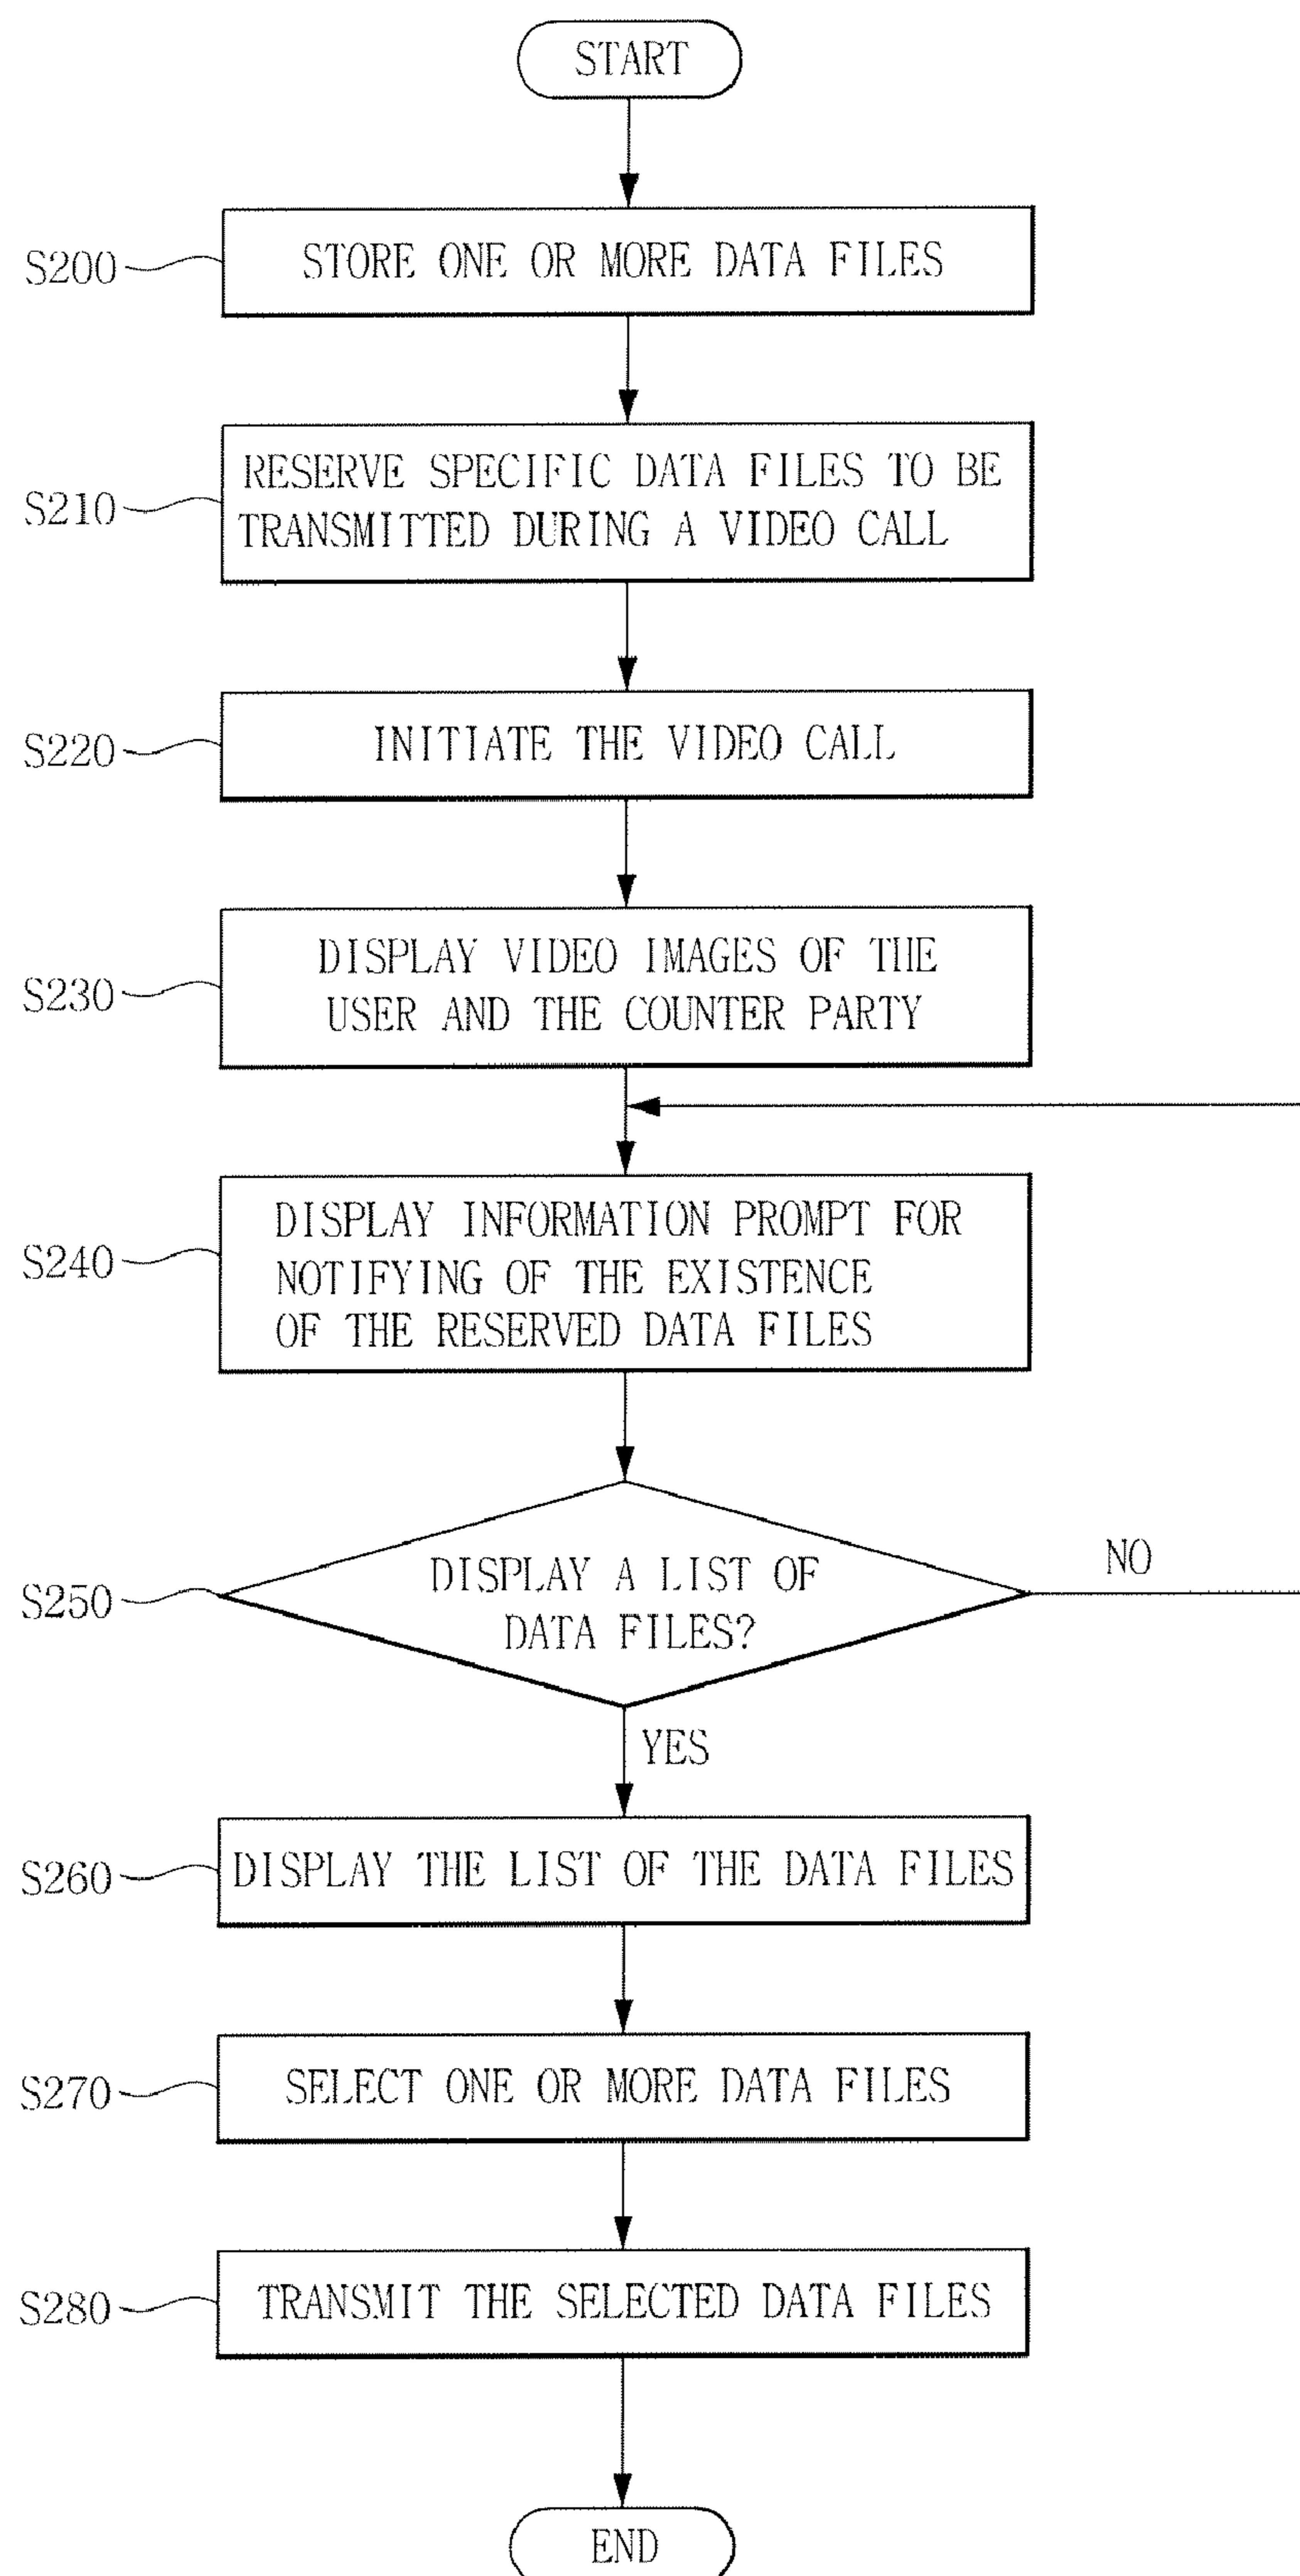 START
S200
STORE ONE OR MORE DATA FILES
S210
RESERVE SPECIFIC DATA FILES TO BE
TRANSMITTED DURING A VIDEO CALL
S220
INITIATE THE VIDEO CALL
S230
DISPLAY VIDEO IMAGES OF THE
USER AND THE COUNTER PARTY
S240
DISPLAY INFORMATION PROMPT FOR
NOTIFYING OF THE EXISTENCE
OF THE RESERVED DATA FILES
S250
DISPLAY A LIST OF
DATA FILES?
NO
YES
S260
DISPLAY THE LIST OF THE DATA FILES
S270
SELECT ONE OR MORE DATA FILES
S280
TRANSMIT THE SELECTED DATA FILES
END